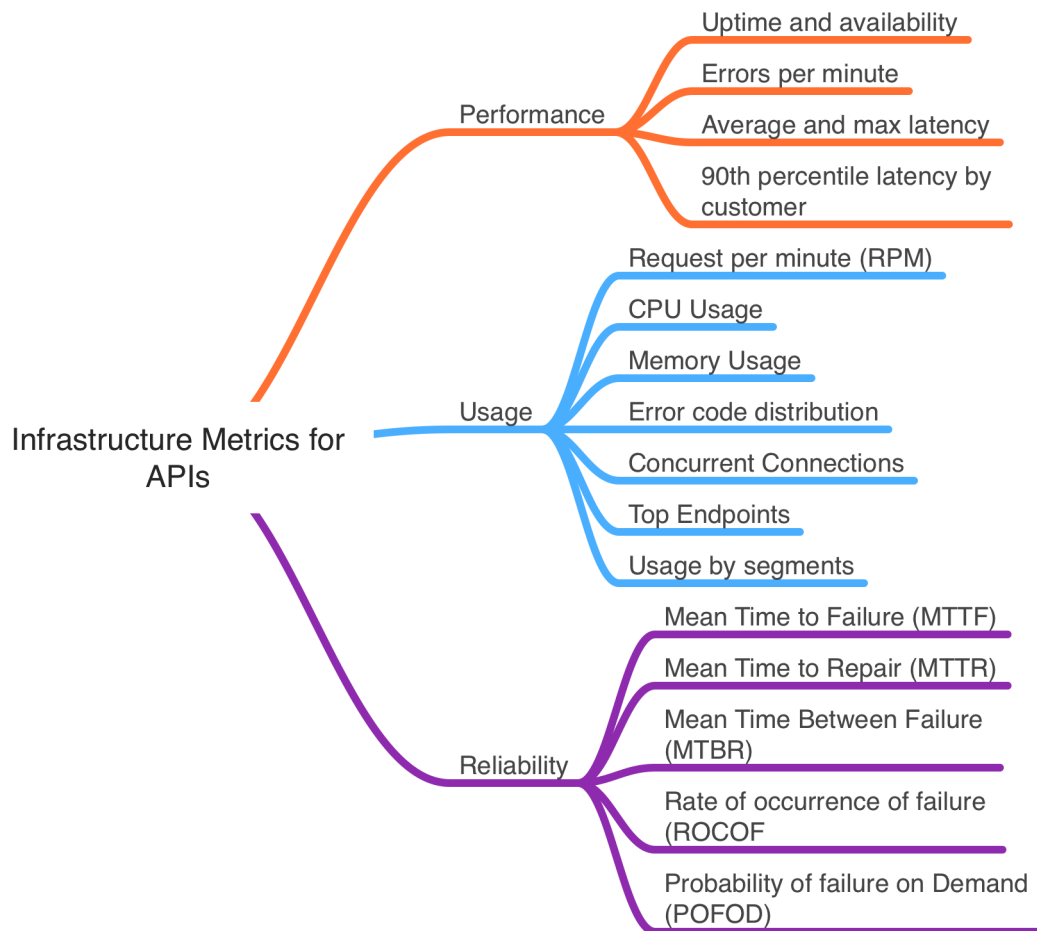 Uptime and availability
Errors per minute
Performance
Average and max latency
90th percentile latency by
customer
Request per minute (RPM)
CPU Usage
Memory Usage
Usage
Error code distribution
Infrastructure Metrics for
APIs
Concurrent Connections
Top Endpoints
Usage by segments
Mean Time to Failure (MTTF)
Mean Time to Repair (MTTR)
Mean Time Between Failure
(MTBR)
Reliability
Rate of occurrence of failure
(ROCOF
Probability of failure on Demand
(POFOD)